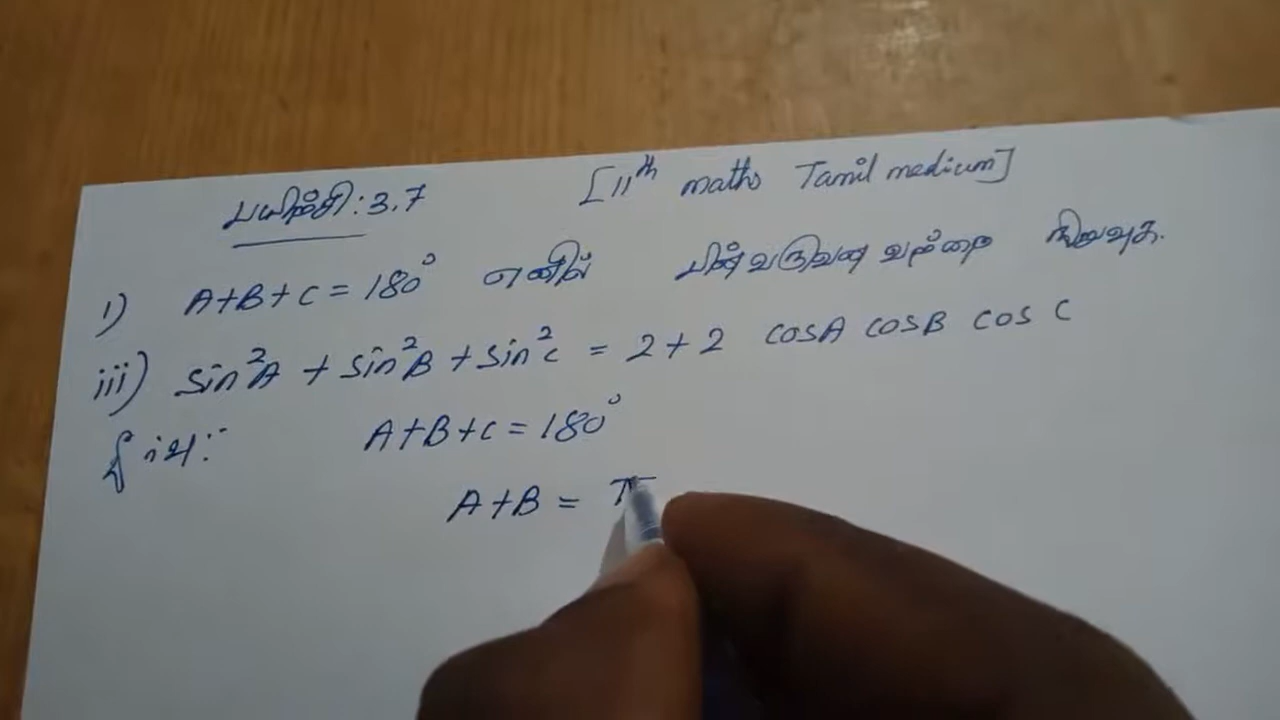 பயிற்சி : 3.7 [11th maths Tamil medium]
1) A+B+C = 180° எனில் பின்வருவனவற்றை நிறுவுக.
iii) sin²A + sin²B + sin²C = 2+2 cosA cosB cos C
தீர்வு:-
A+B+C = 180°
A+B = π